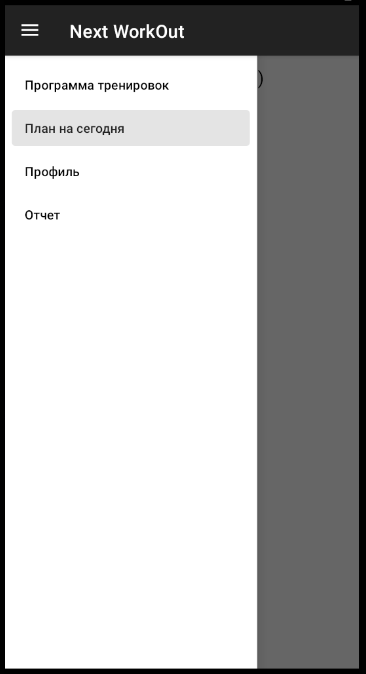 Next WorkOut
Программа тренировок
)
План на сегодня
Профиль
Отчет